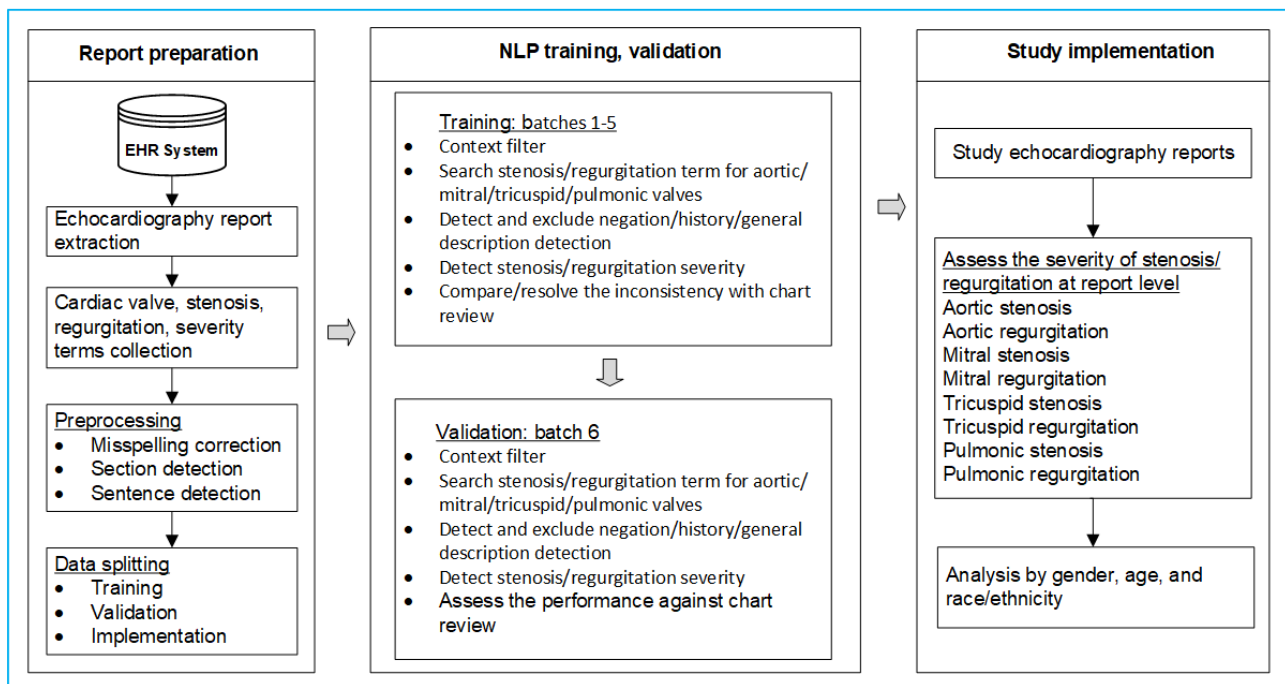 Report preparation
EHR System
Echocardiography report
extraction
Cardiac valve, stenosis,
regurgitation, severity
terms collection
Preprocessing
• Misspelling correction
• Section detection
• Sentence detection
Data splitting
• Training
• Validation
• Implementation
NLP training, validation
Training: batches 1-5
• Context filter
• Search stenosis/regurgitation term for aortic/
mitral/tricuspid/pulmonic valves
• Detect and exclude negation/history/general
description detection
• Detect stenosis/regurgitation severity
• Compare/resolve the inconsistency with chart
review
Validation: batch 6
• Context filter
• Search stenosis/regurgitation term for aortic/
mitral/tricuspid/pulmonic valves
• Detect and exclude negation/history/general
description detection
• Detect stenosis/regurgitation severity
• Assess the performance against chart
review
Study implementation
Study echocardiography reports
Assess the severity of stenosis/
regurgitation at report level
Aortic stenosis
Aortic regurgitation
Mitral stenosis
Mitral regurgitation
Tricuspid stenosis
Tricuspid regurgitation
Pulmonic stenosis
Pulmonic regurgitation
Analysis by gender, age, and
race/ethnicity